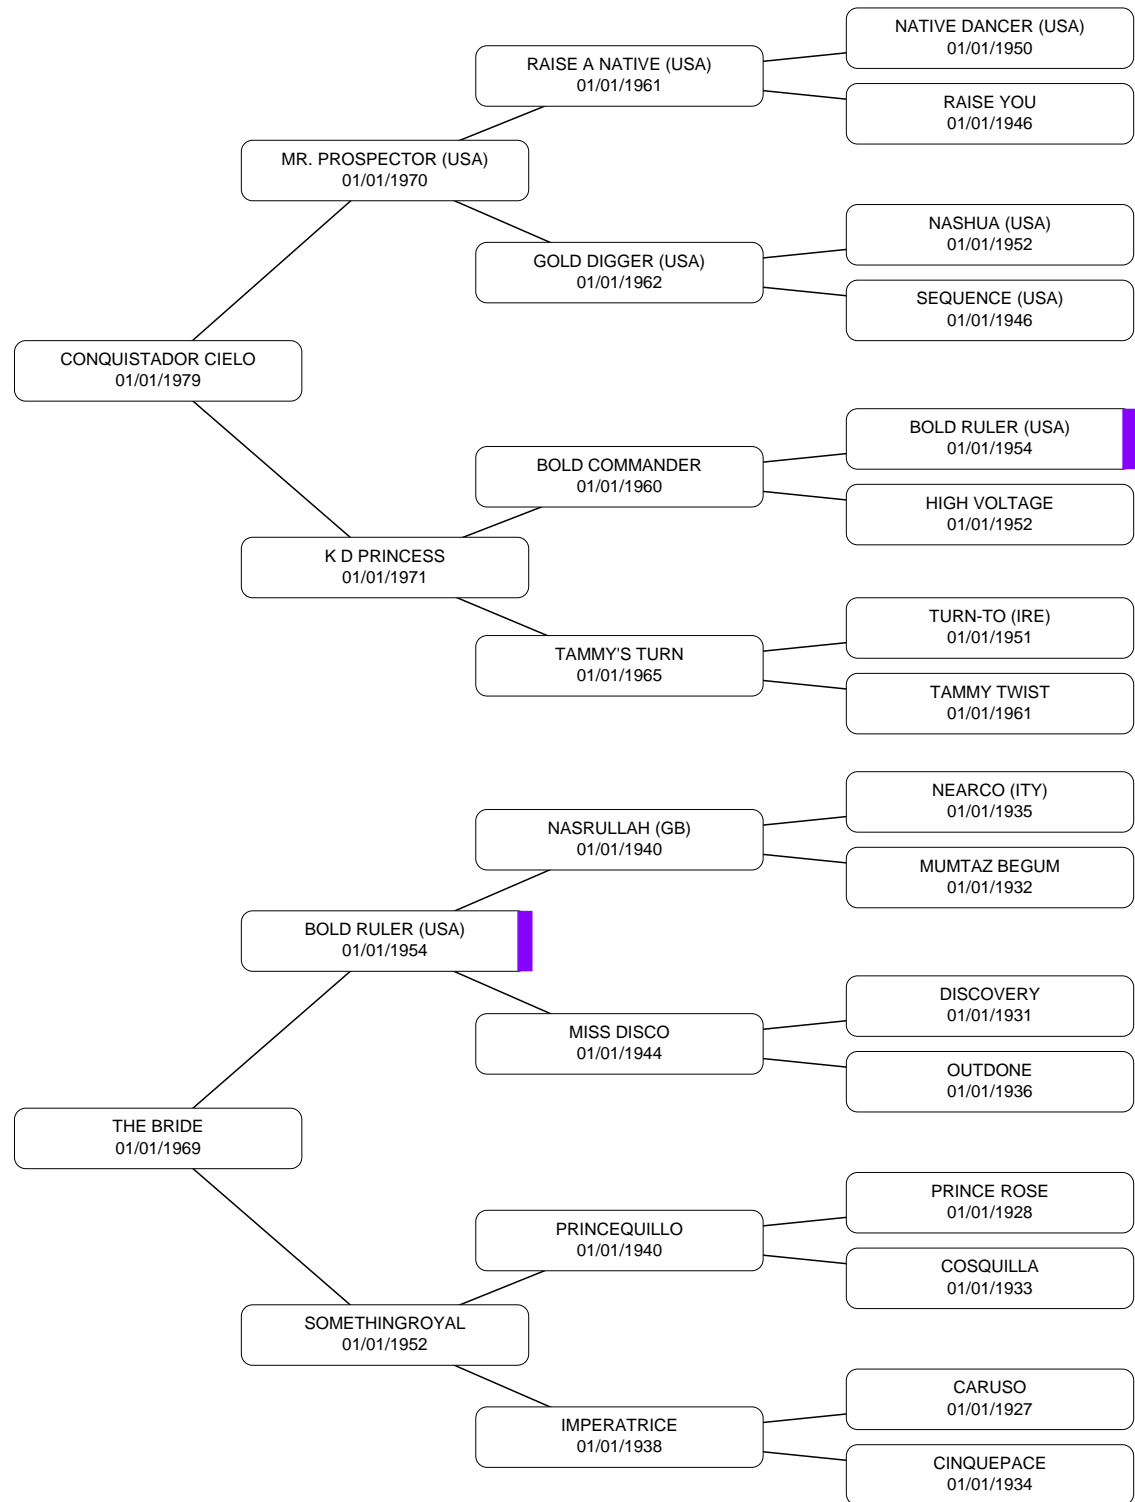 NATIVE DANCER (USA)
01/01/1950
RAISE A NATIVE (USA)
01/01/1961
RAISE YOU
01/01/1946
MR. PROSPECTOR (USA)
01/01/1970
NASHUA (USA)
01/01/1952
GOLD DIGGER (USA)
01/01/1962
SEQUENCE (USA)
01/01/1946
CONQUISTADOR CIELO
01/01/1979
BOLD RULER (USA)
01/01/1954
BOLD COMMANDER
01/01/1960
HIGH VOLTAGE
01/01/1952
K D PRINCESS
01/01/1971
TURN-TO (IRE)
01/01/1951
TAMMY'S TURN
01/01/1965
TAMMY TWIST
01/01/1961
NEARCO (ITY)
01/01/1935
NASRULLAH (GB)
01/01/1940
MUMTAZ BEGUM
01/01/1932
BOLD RULER (USA)
01/01/1954
DISCOVERY
01/01/1931
MISS DISCO
01/01/1944
OUTDONE
01/01/1936
THE BRIDE
01/01/1969
PRINCE ROSE
01/01/1928
PRINCEQUILLO
01/01/1940
COSQUILLA
01/01/1933
SOMETHINGROYAL
01/01/1952
CARUSO
01/01/1927
IMPERATRICE
01/01/1938
CINQUEPACE
01/01/1934